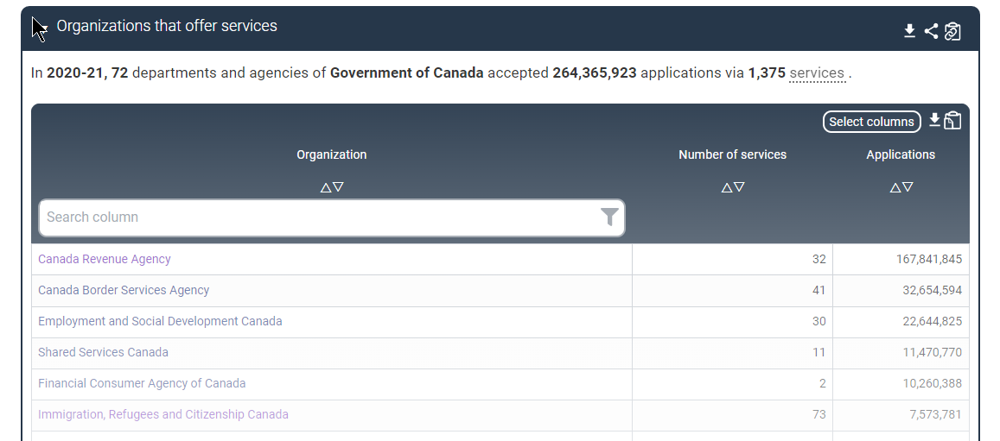 Organizations that offer services
In 2020-21, 72 departments and agencies of Government of Canada accepted 264,365,923 applications via 1,375 services .
Select columns
Organization Number of services Applications
Search column
Canada Revenue Agency 32 167,841,845
Canada Border Services Agency 41 32,654,594
Employment and Social Development Canada 30 22,644,825
Shared Services Canada 11 11,470,770
Financial Consumer Agency of Canada 2 10,260,388
Immigration, Refugees and Citizenship Canada 73 7,573,781